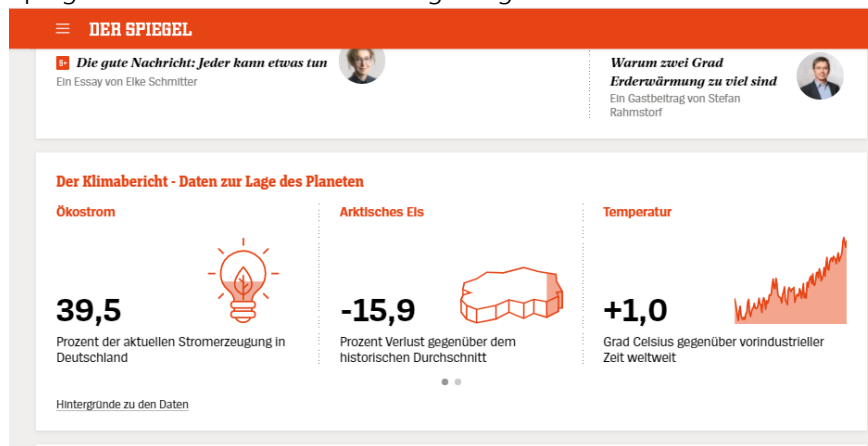 DER SPIEGEL
S+ Die gute Nachricht: Jeder kann etwas tun
Ein Essay von Elke Schmitter
Warum zwei Grad
Erderwärmung zu viel sind
Ein Gastbeitrag von Stefan
Rahmstorf
Der Klimabericht - Daten zur Lage des Planeten
Ökostrom
39,5
Prozent der aktuellen Stromerzeugung in
Deutschland
Arktisches Eis
-15,9
Prozent Verlust gegenüber dem
historischen Durchschnitt
Temperatur
+1,0
Grad Celsius gegenüber vorindustrieller
Zeit weltweit
Hintergründe zu den Daten